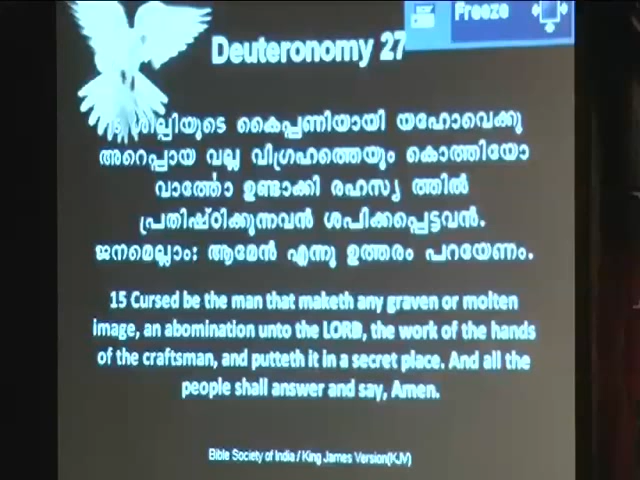 Freeze
Deuteronomy 27
ശില്പിയുടെ കൈപ്പണിയായി യഹോവെക്കു
അറെപ്പായ വല്ല വിഗ്രഹത്തെയും കൊത്തിയോ
വാർത്തോ ഉണ്ടാക്കി രഹസ്യ ത്തിൽ
പ്രതിഷ്ഠിക്കുന്നവൻ ശപിക്കപ്പെട്ടവൻ.
ജനമെല്ലാം: ആമേൻ എന്നു ഉത്തരം പറയേണം.
15 Cursed be the man that maketh any graven or molten
image, an abomination unto the LORD, the work of the hands
of the craftsman, and putteth it in a secret place. And all the
people shall answer and say, Amen.
Bible Society of India / King James Version(KJV)